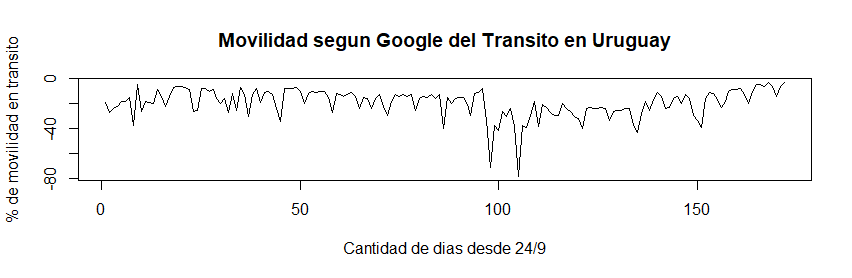 Movilidad segun Google del Transito en Uruguay
% de movilidad en transito
0
-40
-80
0
50
100
150
Cantidad de dias desde 24/9